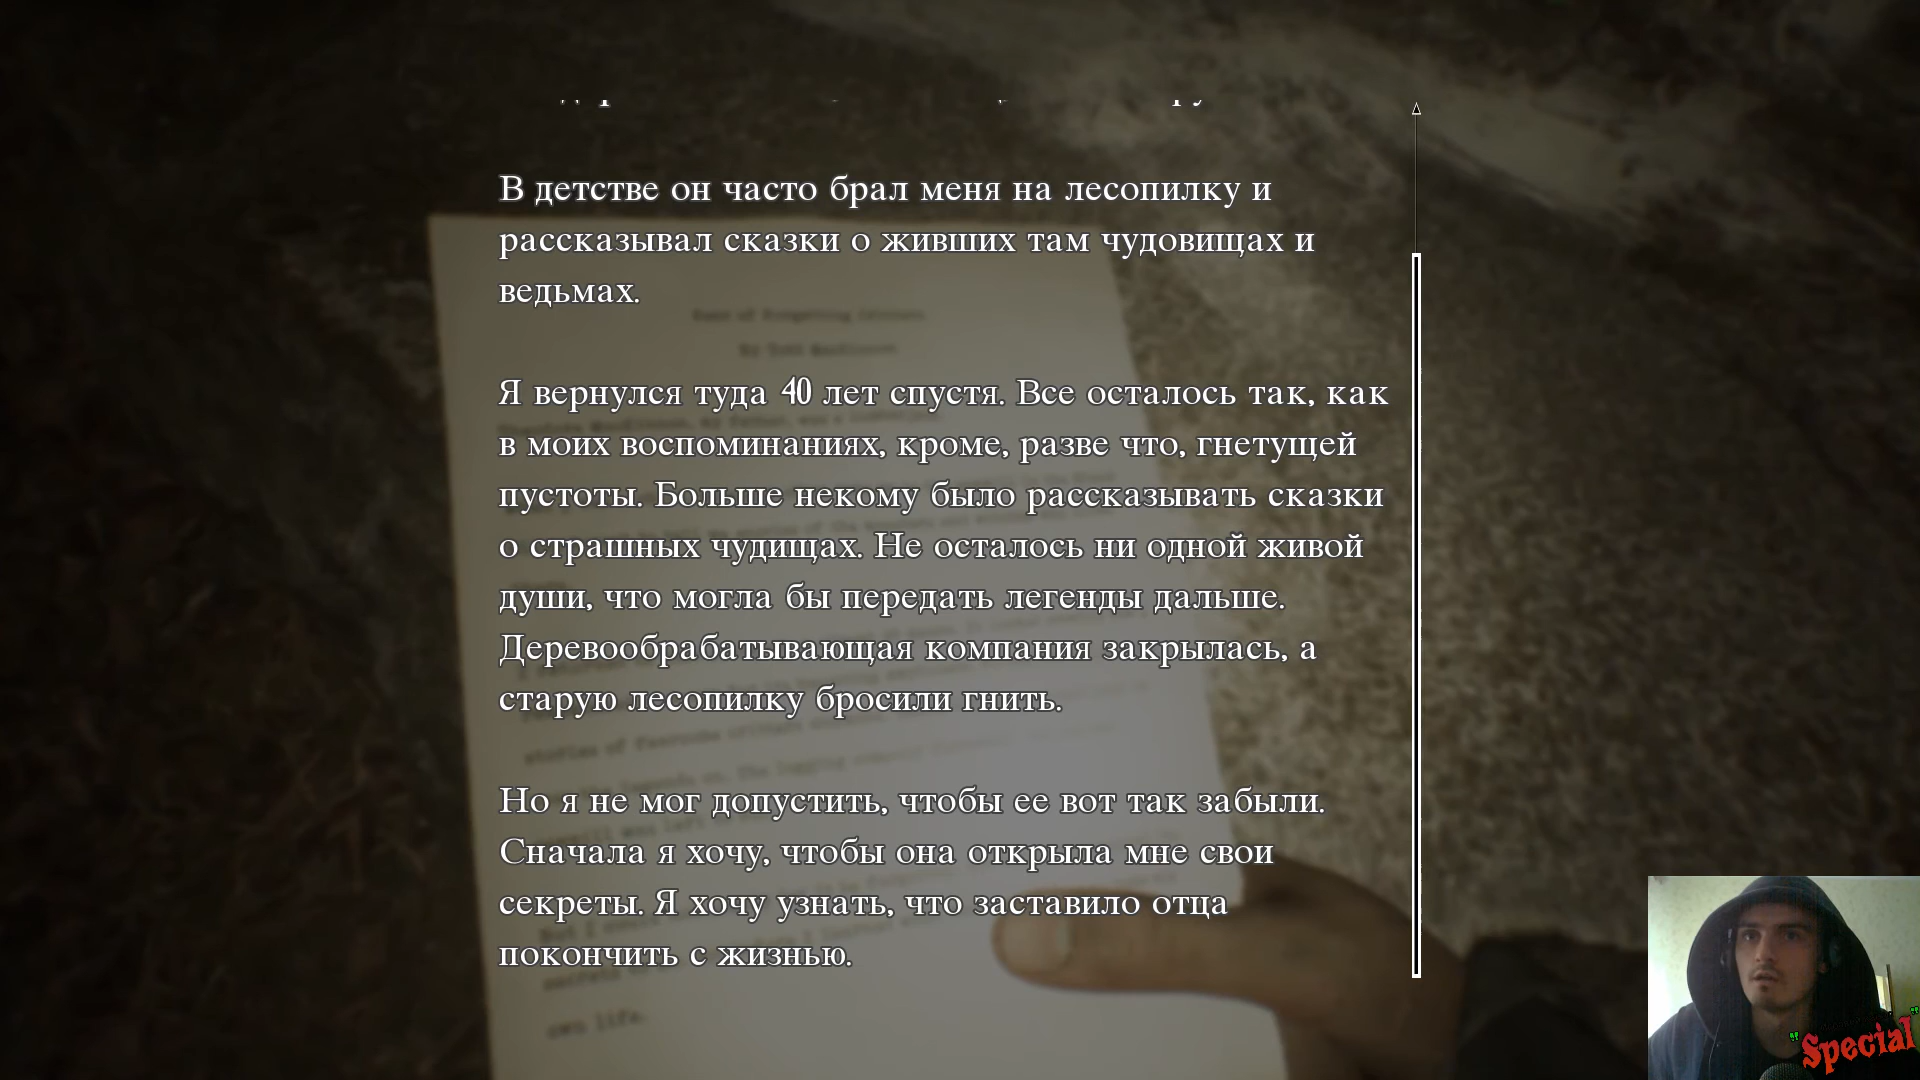 В детстве он часто брал меня на лесопилку и
рассказывал сказки о живших там чудовищах и
ведьмах.
Я вернулся туда 40 лет спустя. Все осталось так, как
в моих воспоминаниях, кроме, разве что, гнетущей
пустоты. Больше некому было рассказывать сказки
о страшных чудищах. Не осталось ни одной живой
души, что могла бы передать легенды дальше.
Деревообрабатывающая компания закрылась, а
старую лесопилку бросили гнить.
Но я не мог допустить, чтобы ее вот так забыли.
Сначала я хочу, чтобы она открыла мне свои
секреты. Я хочу узнать, что заставило отца
покончить с жизнью.
own life.
"Special"